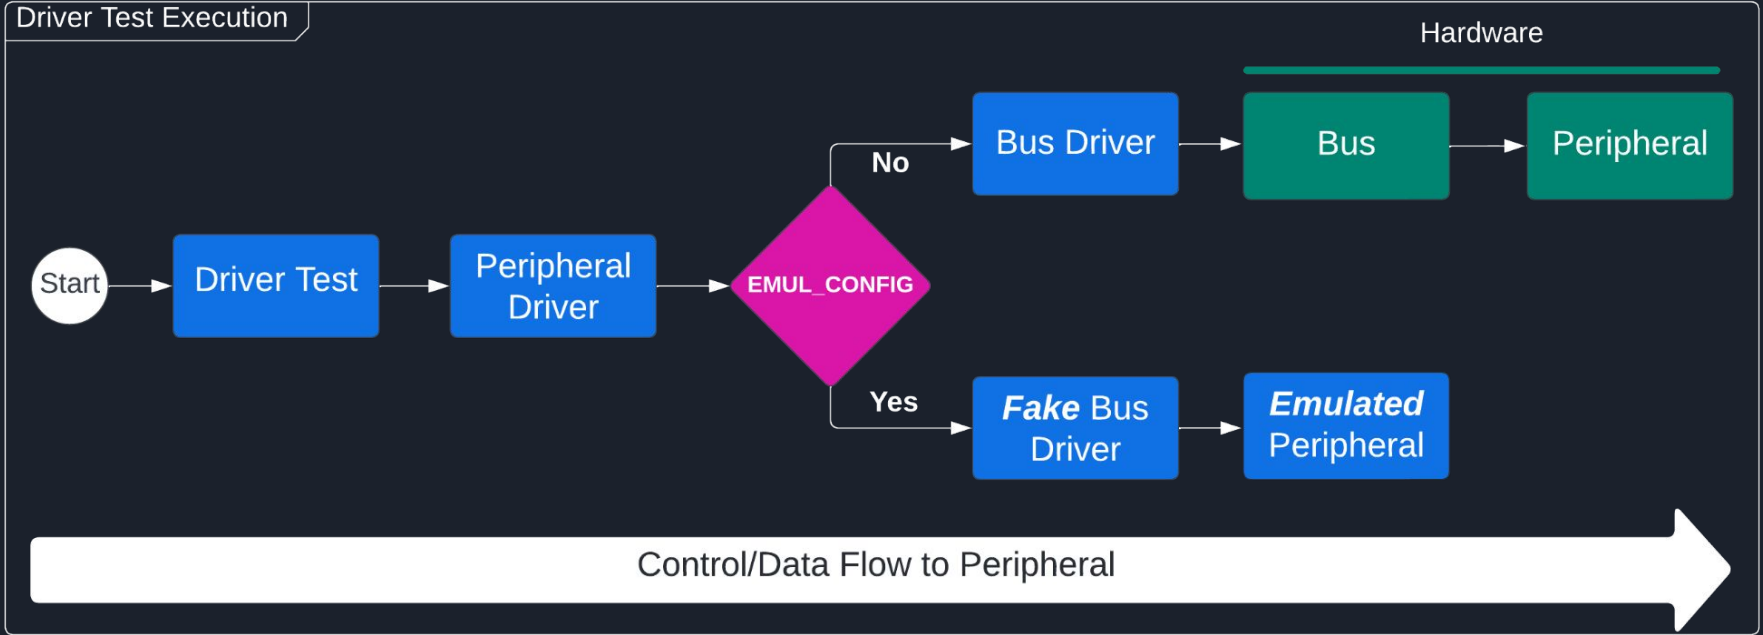 Driver Test Execution
Hardware
Bus Driver
Bus
Peripheral
No
Start
Driver Test
Peripheral
Driver
EMUL_CONFIG
Yes
Fake Bus
Driver
Emulated
Peripheral
Control/Data Flow to Peripheral